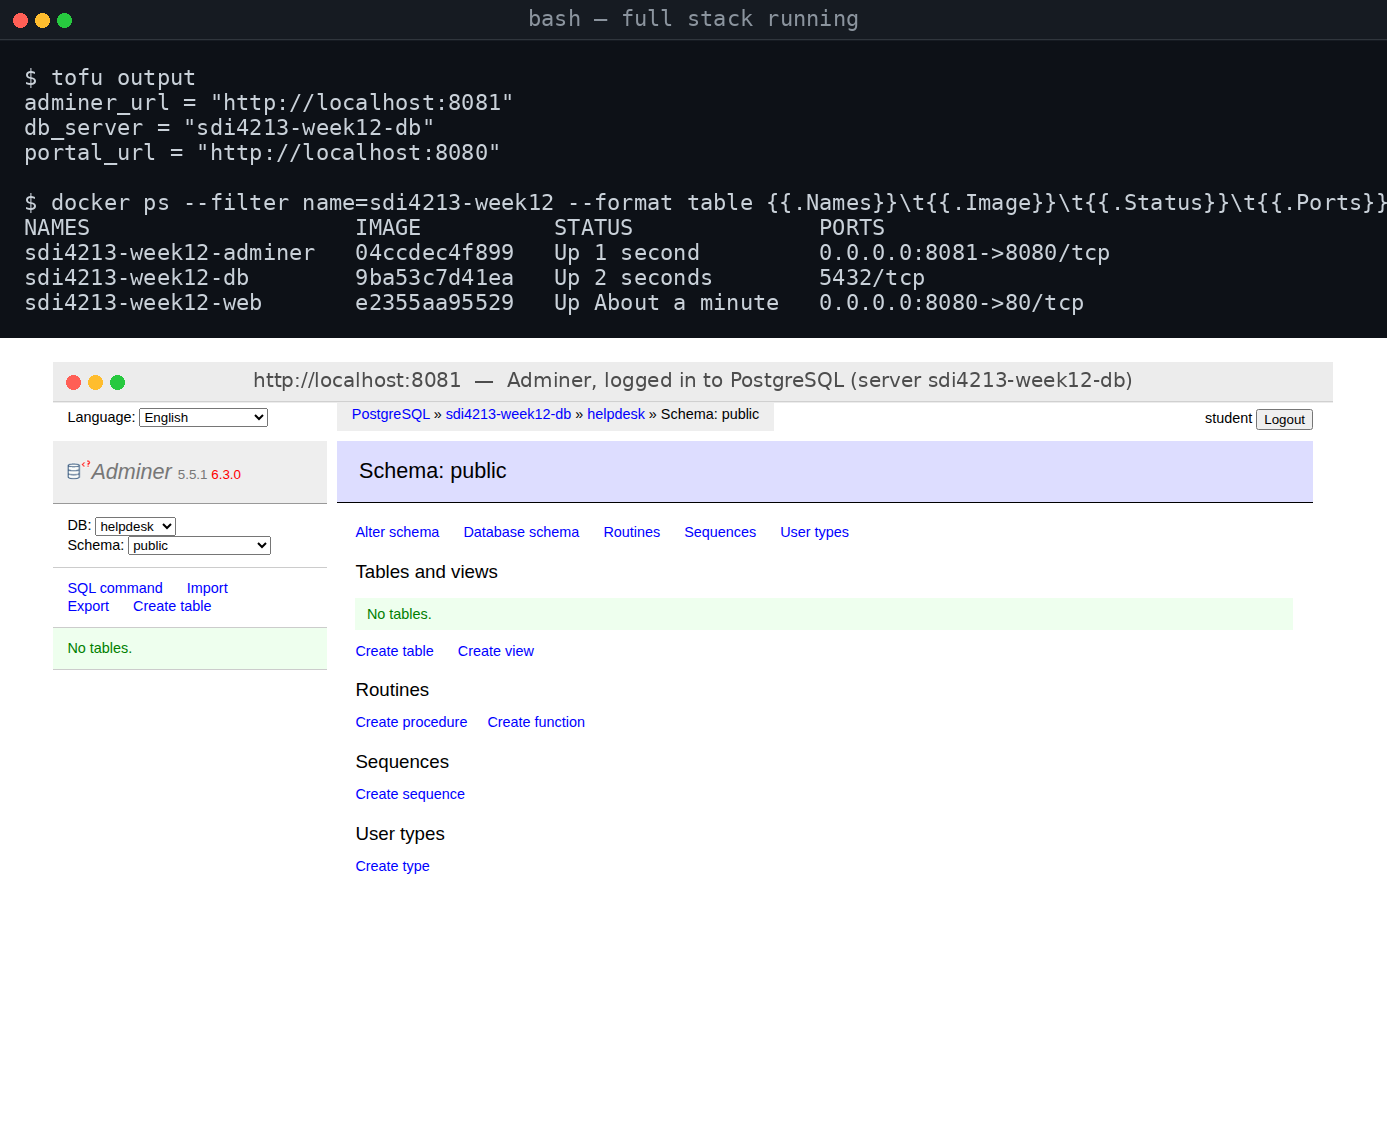 bash — full stack running
$ tofu output
adminer_url = "http://localhost:8081"
db_server = "sdi4213-week12-db"
portal_url = "http://localhost:8080"
$ docker ps --filter name=sdi4213-week12 --format table {{.Names}}\t{{.Image}}\t{{.Status}}\t{{.Ports}}
NAMES IMAGE STATUS PORTS
sdi4213-week12-adminer 04ccdec4f899 Up 1 second 0.0.0.0:8081->8080/tcp
sdi4213-week12-db 9ba53c7d41ea Up 2 seconds 5432/tcp
sdi4213-week12-web e2355aa95529 Up About a minute 0.0.0.0:8080->80/tcp
http://localhost:8081 — Adminer, logged in to PostgreSQL (server sdi4213-week12-db)
Language: English
PostgreSQL » sdi4213-week12-db » helpdesk » Schema: public
student Logout
Adminer 5.5.1 6.3.0
DB: helpdesk
Schema: public
SQL command Import
Export Create table
No tables.
Schema: public
Alter schema Database schema Routines Sequences User types
Tables and views
No tables.
Create table Create view
Routines
Create procedure Create function
Sequences
Create sequence
User types
Create type